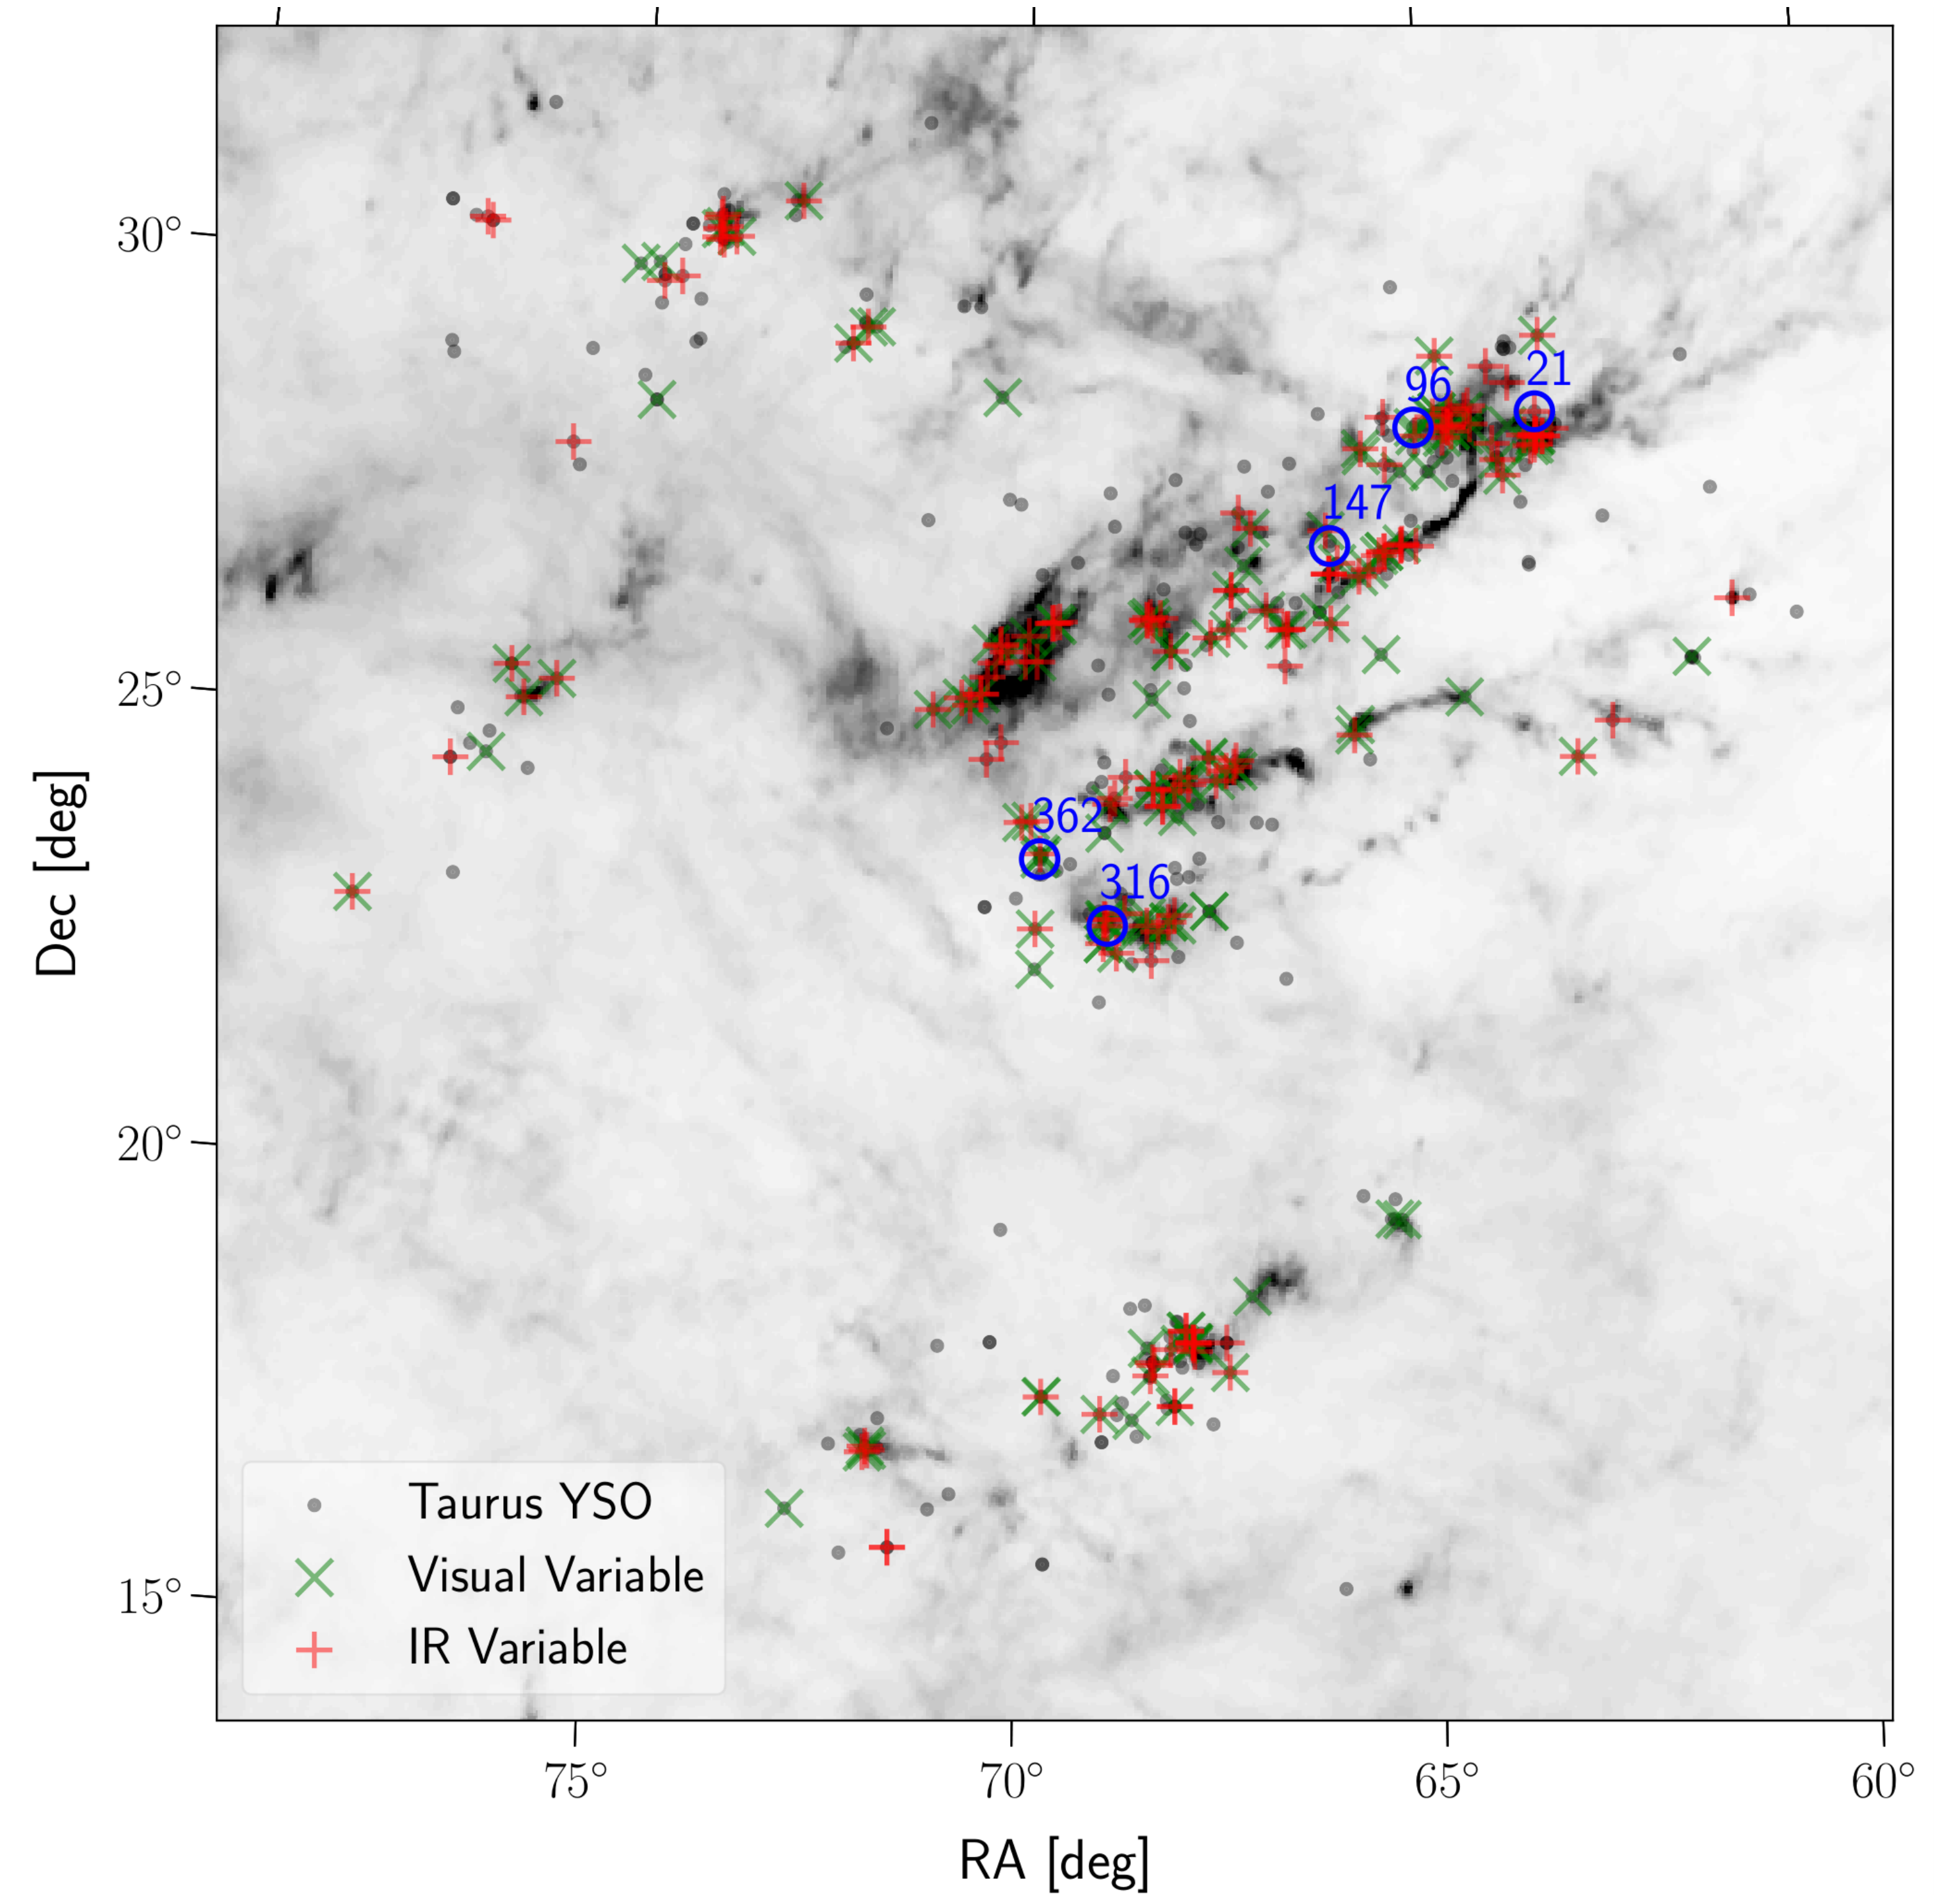 30°
21
96
147
25°
362
316
Dec [deg]
20°
15°
Taurus YSO
Visual Variable
IR Variable
75°
70°
65°
60°
RA [deg]